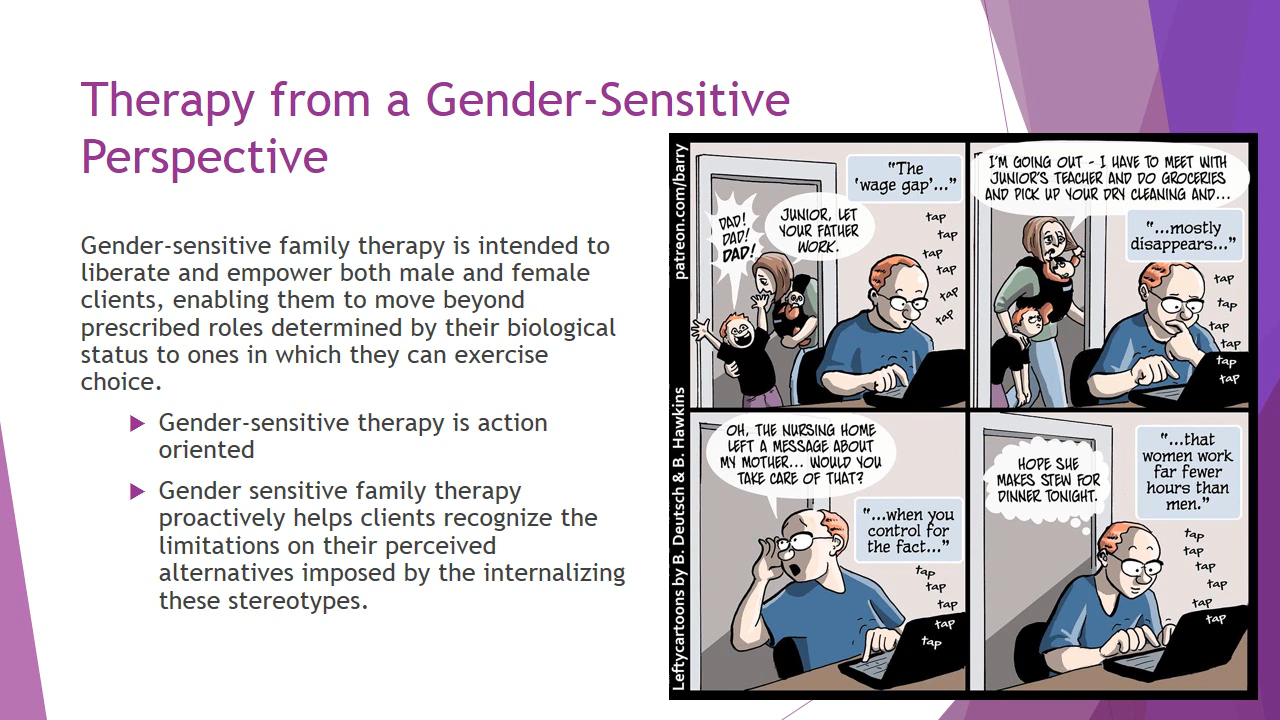 Therapy from a Gender-Sensitive
Perspective
Gender-sensitive family therapy is intended to
liberate and empower both male and female
clients, enabling them to move beyond
prescribed roles determined by their biological
status to ones in which they can exercise
choice.
Gender-sensitive therapy is action
oriented
Gender sensitive family therapy
proactively helps clients recognize the
limitations on their perceived
alternatives imposed by the internalizing
these stereotypes.
patreon.com/barry
Leftycartoons by B. Deutsch & B. Hawkins
"The
'wage gap'..."
DAD!
DAD!
DAD!
JUNIOR, LET
YOUR FATHER
WORK.
tap
tap
tap
tap
tap
tap
I'M GOING OUT - I HAVE TO MEET WITH
JUNIOR'S TEACHER AND DO GROCERIES
AND PICK UP YOUR DRY CLEANING AND...
"...mostly
disappears..."
tap
tap
tap
tap
tap
tap
OH, THE NURSING HOME
LEFT A MESSAGE ABOUT
MY MOTHER... WOULD YOU
TAKE CARE OF THAT?
"...when you
control for
the fact..."
tap
tap
tap
tap
tap
HOPE SHE
MAKES STEW FOR
DINNER TONIGHT.
"...that
women work
far fewer
hours than
men."
tap
tap
tap
tap
tap
tap